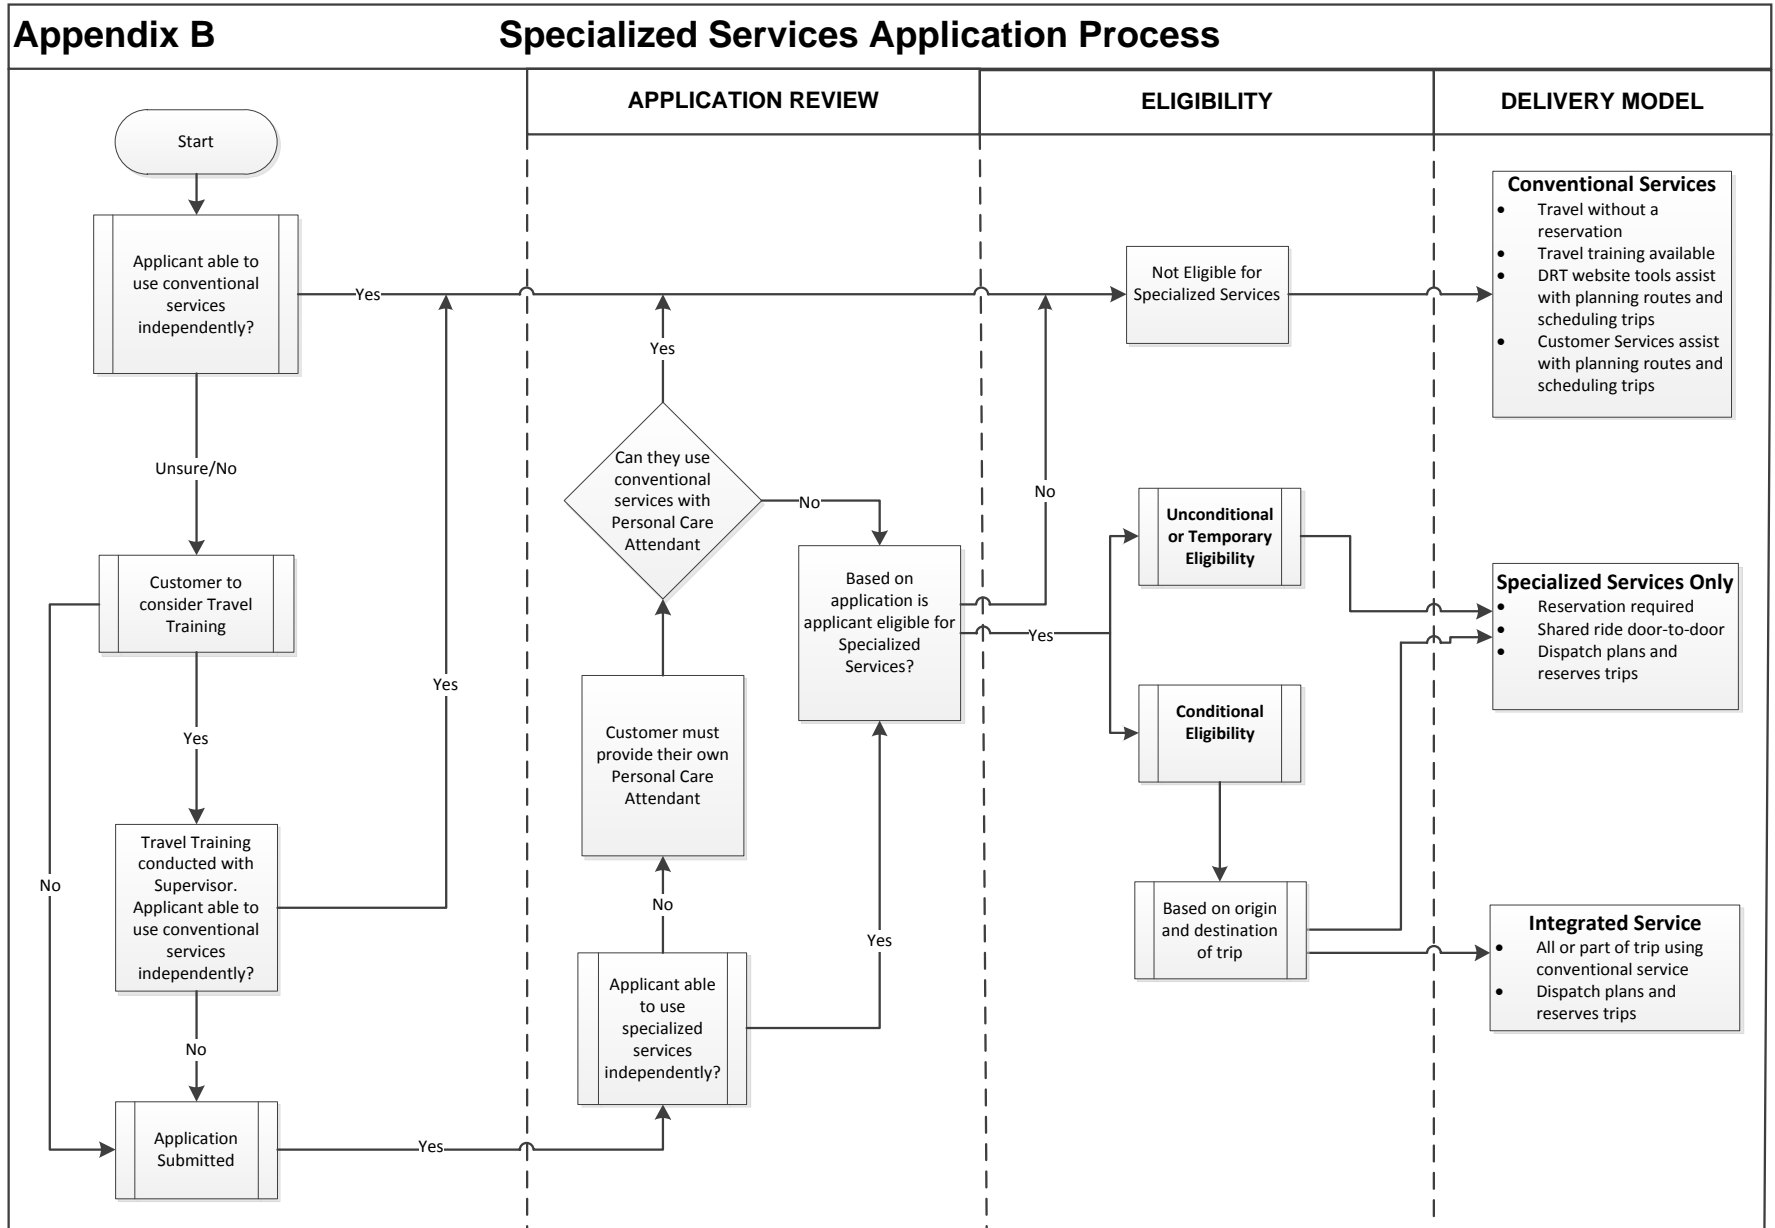 Appendix B
Specialized Services Application Process
APPLICATION REVIEW
ELIGIBILITY
DELIVERY MODEL
Start
Applicant able to
use conventional
services
independently?
Yes
Unsure/No
Customer to
consider Travel
Training
Yes
No
Travel Training
conducted with
Supervisor.
Applicant able to
use conventional
services
independently?
Yes
No
Application
Submitted
Yes
Yes
Can they use
conventional
services with
Personal Care
Attendant
No
Customer must
provide their own
Personal Care
Attendant
No
Applicant able
to use
specialized
services
independently?
Yes
Based on
application is
applicant eligible for
Specialized
Services?
No
Yes
Not Eligible for
Specialized Services
Unconditional
or Temporary
Eligibility
Conditional
Eligibility
Based on origin
and destination
of trip
Conventional Services
• Travel without a
reservation
• Travel training available
• DRT website tools assist
with planning routes and
scheduling trips
• Customer Services assist
with planning routes and
scheduling trips
Specialized Services Only
• Reservation required
• Shared ride door-to-door
• Dispatch plans and
reserves trips
Integrated Service
• All or part of trip using
conventional service
• Dispatch plans and
reserves trips